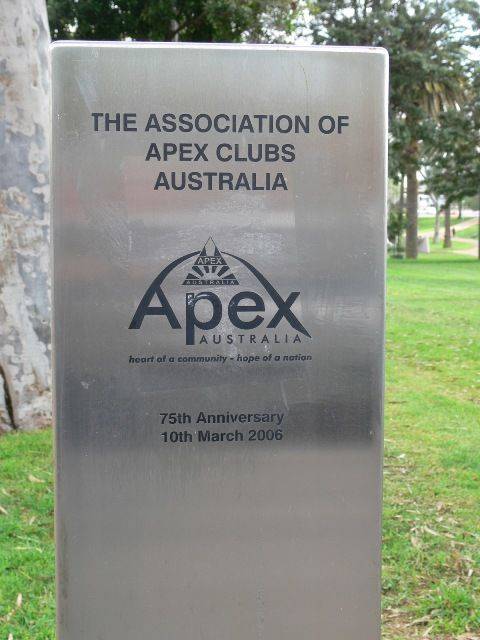 THE ASSOCIATION OF
APEX CLUBS
AUSTRALIA
APEX
AUSTRALIA
Apex
AUSTRALIA
heart of a community - hope of a nation
75th Anniversary
10th March 2006